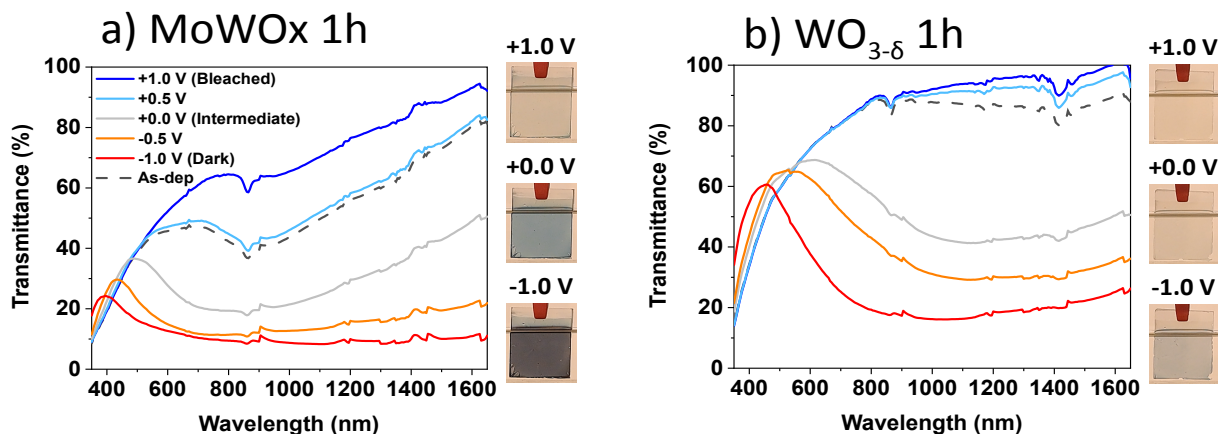 a) MoWOx 1h
100
80
60
40
20
0
Transmittance (%)
+1.0 V (Bleached)
+0.5 V
+0.0 V (Intermediate)
-0.5 V
-1.0 V (Dark)
As-dep
400 600 800 1000 1200 1400 1600
Wavelength (nm)
+1.0 V
+0.0 V
-1.0 V
b) WO3-δ 1h
100
80
60
40
20
0
Transmittance (%)
400 600 800 1000 1200 1400 1600
Wavelength (nm)
+1.0 V
+0.0 V
-1.0 V